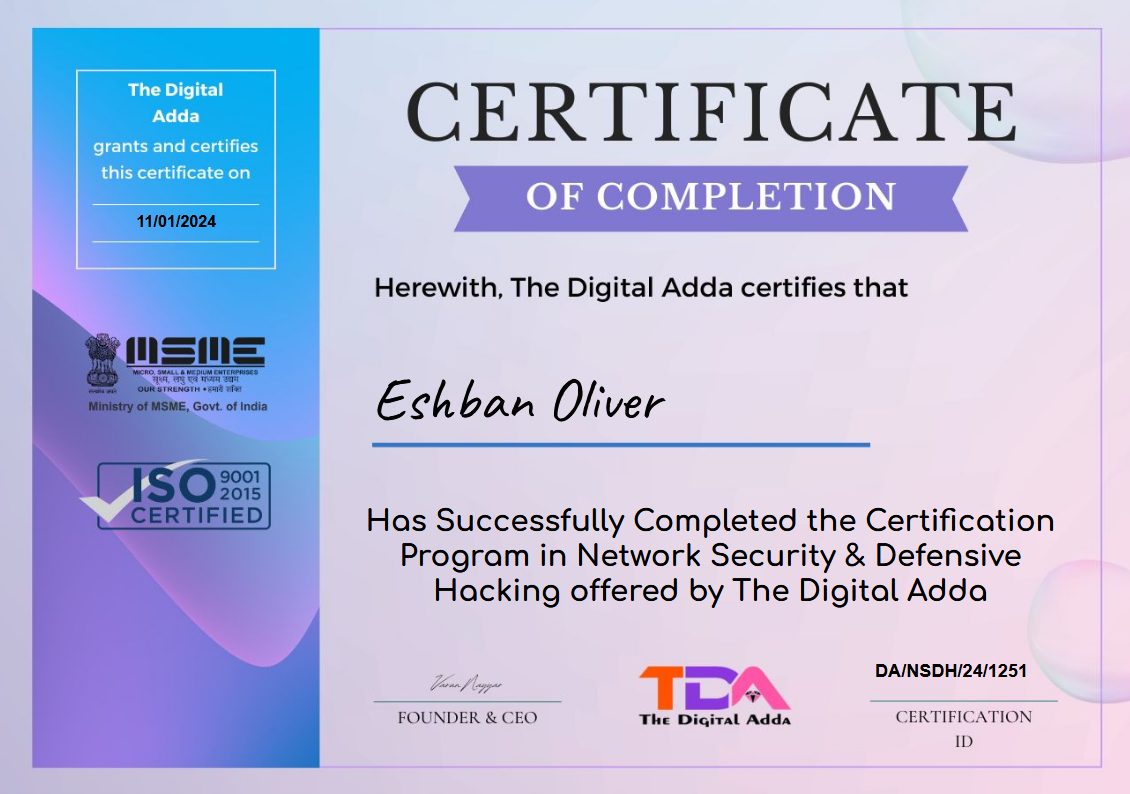 The Digital
Adda
grants and certifies
this certificate on
11/01/2024
MSME
MICRO, SMALL & MEDIUM ENTERPRISES
सूक्ष्म, लघु एवं मध्यम उद्यम
OUR STRENGTH • हमारी शक्ति
Ministry of MSME, Govt. of India
ISO 9001
2015
CERTIFIED
CERTIFICATE
OF COMPLETION
Herewith, The Digital Adda certifies that
Eshban Oliver
Has Successfully Completed the Certification
Program in Network Security & Defensive
Hacking offered by The Digital Adda
Varun Nayyar
FOUNDER & CEO
TDA
The Digital Adda
DA/NSDH/24/1251
CERTIFICATION
ID